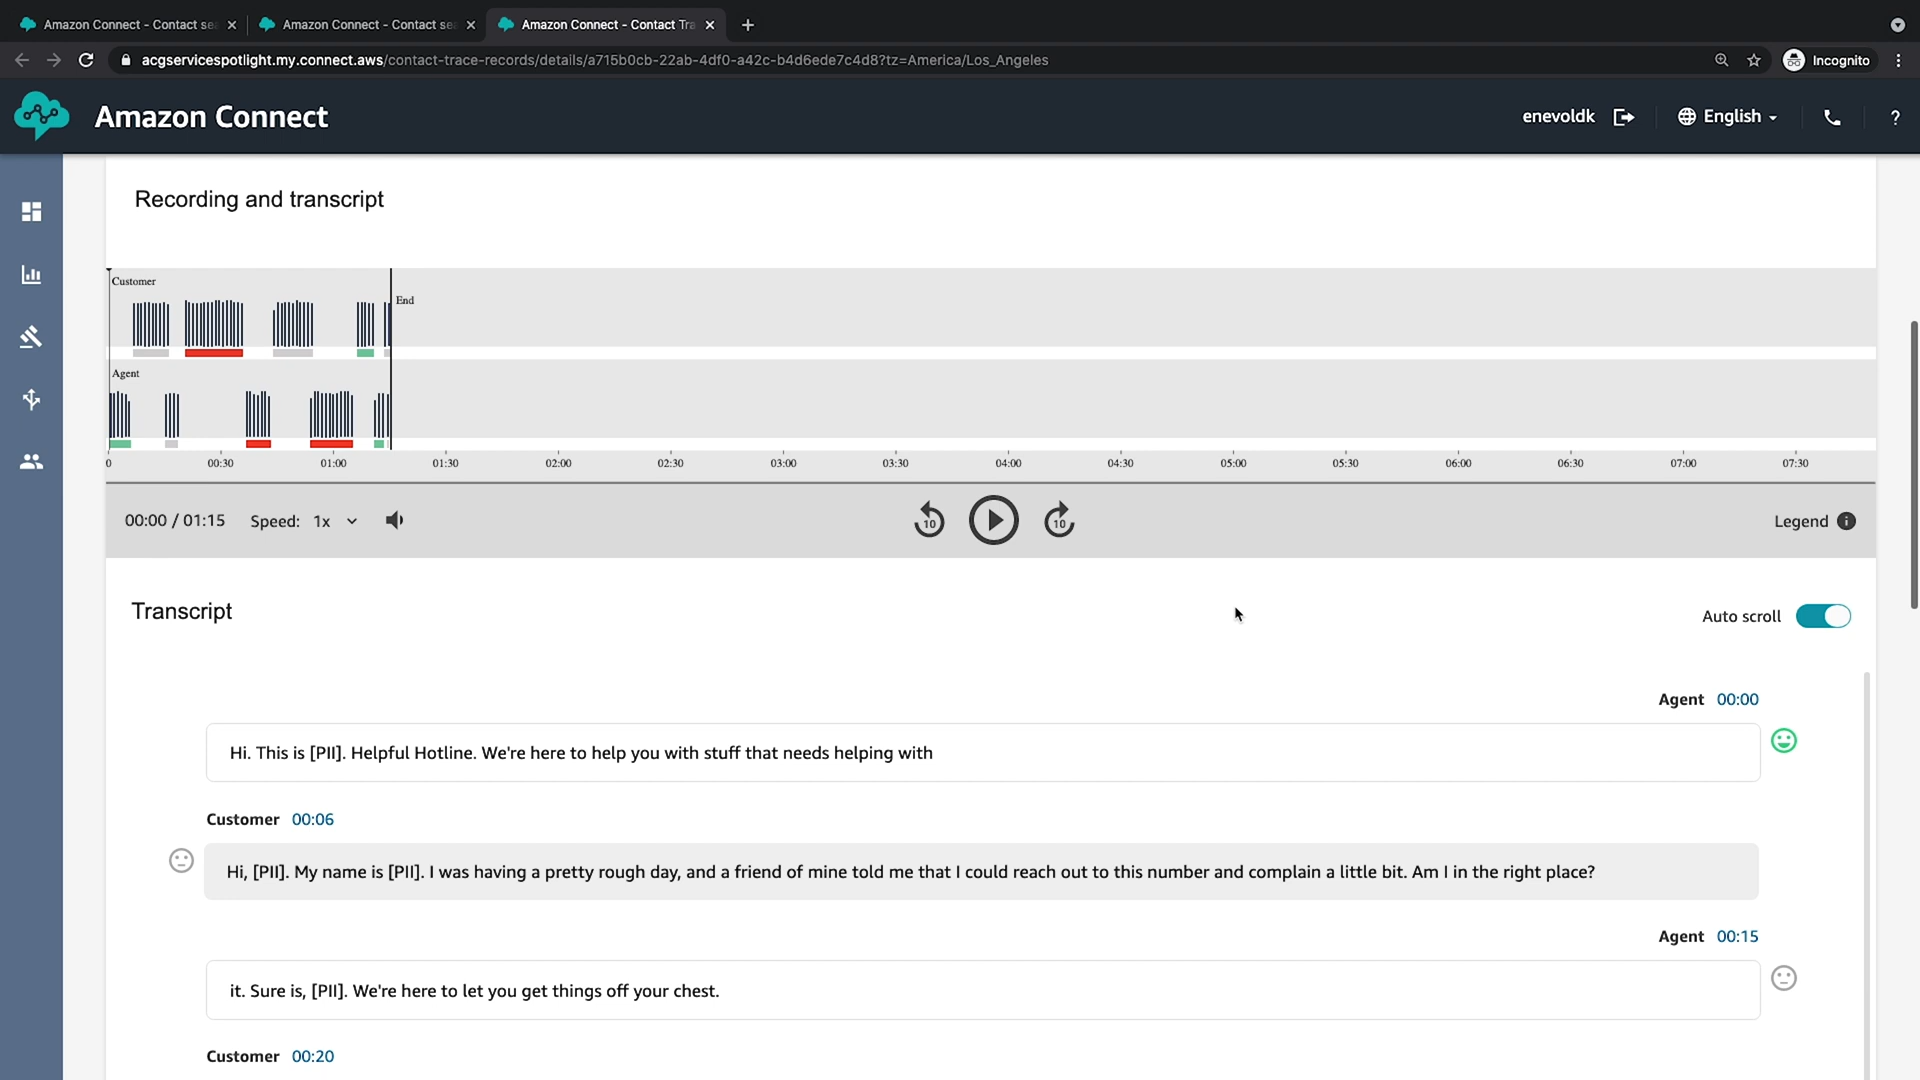 Amazon Connect - Contact sea
Amazon Connect - Contact sea
Amazon Connect - Contact Tra
acgservicespotlight.my.connect.aws/contact-trace-records/details/a715b0cb-22ab-4df0-a42c-b4d6ede7c4d8?tz=America/Los_Angeles
Incognito
Amazon Connect
enevoldk
English
?
Recording and transcript
Customer
End
Agent
0 00:30 01:00 01:30 02:00 02:30 03:00 03:30 04:00 04:30 05:00 05:30 06:00 06:30 07:00 07:30
00:00 / 01:15 Speed: 1x 10 10 Legend
Transcript
Auto scroll
Agent 00:00
Hi. This is [PII]. Helpful Hotline. We're here to help you with stuff that needs helping with
Customer 00:06
Hi, [PII]. My name is [PII]. I was having a pretty rough day, and a friend of mine told me that I could reach out to this number and complain a little bit. Am I in the right place?
Agent 00:15
it. Sure is, [PII]. We're here to let you get things off your chest.
Customer 00:20